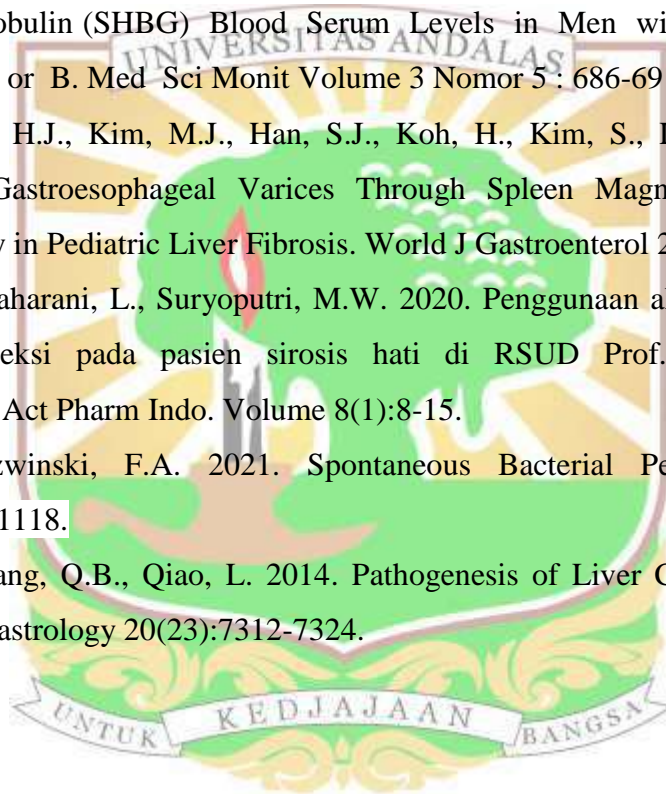 obulin (SHBG) Blood Serum Levels in Men wi
UNIVERSITAS ANDALAS
or B. Med Sci Monit Volume 3 Nomor 5 : 686-69
H.J., Kim, M.J., Han, S.J., Koh, H., Kim, S.,
Gastroesophageal Varices Through Spleen Magn
in Pediatric Liver Fibrosis. World J Gastroenterol 2
aharani, L., Suryoputri, M.W. 2020. Penggunaan al
eksi pada pasien sirosis hati di RSUD Prof.
Act Pharm Indo. Volume 8(1):8-15.
zwinski, F.A. 2021. Spontaneous Bacterial Pe
1118.
ang, Q.B., Qiao, L. 2014. Pathogenesis of Liver C
astrology 20(23):7312-7324.
UNTUK KEDJAJAAN BANGSA